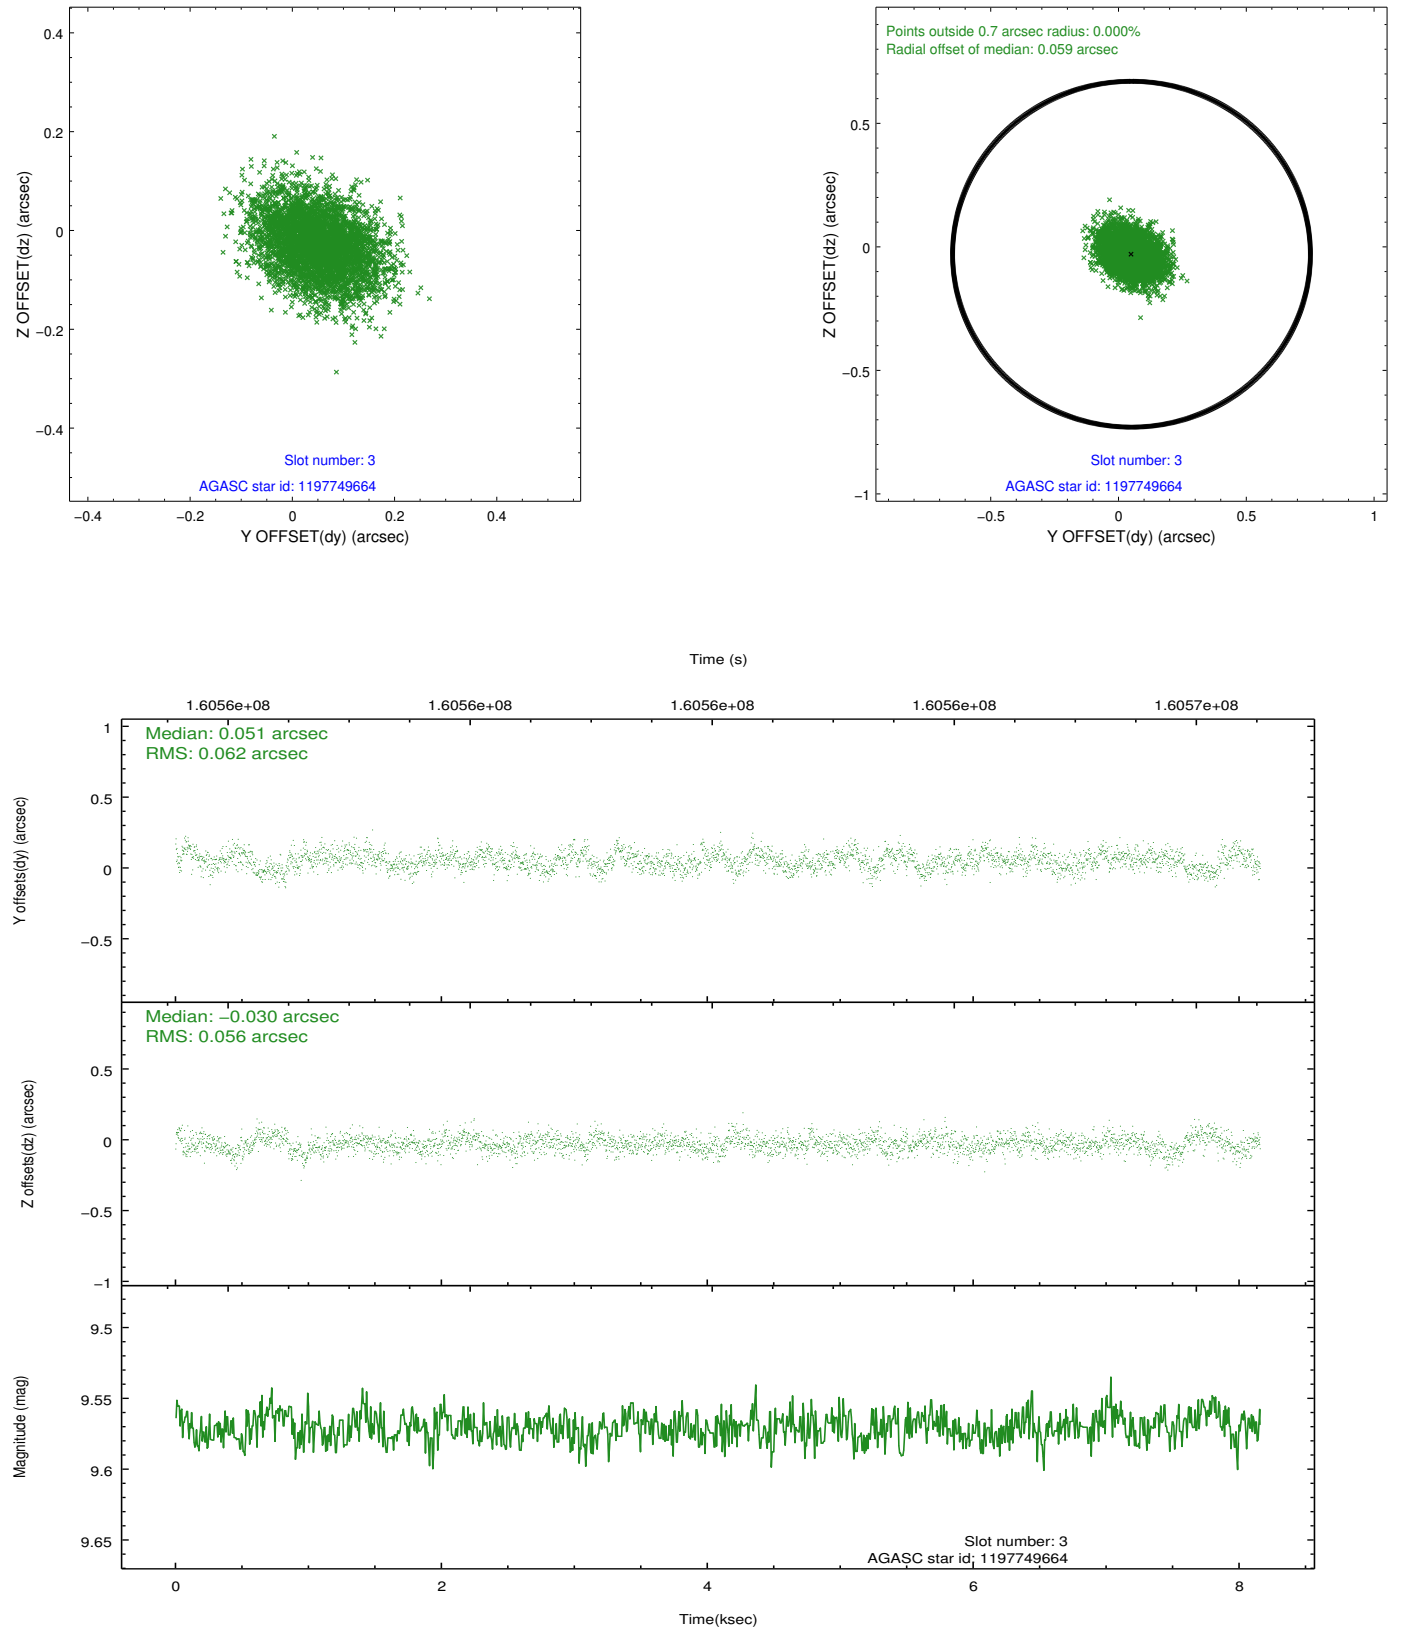 0.4
0.2
0
−0.2
−0.4
Z OFFSET(dz) (arcsec)
Slot number: 3
AGASC star id: 1197749664
−0.4
−0.2
0
0.2
0.4
Y OFFSET(dy) (arcsec)
Points outside 0.7 arcsec radius: 0.000%
Radial offset of median: 0.059 arcsec
0.5
0
−0.5
−1
Z OFFSET(dz) (arcsec)
Slot number: 3
AGASC star id: 1197749664
−0.5
0
0.5
1
Y OFFSET(dy) (arcsec)
Time (s)
1.6056e+08
1.6056e+08
1.6056e+08
1.6056e+08
1.6057e+08
Median: 0.051 arcsec
RMS: 0.062 arcsec
1
0.5
0
−0.5
Y offsets(dy) (arcsec)
Median: −0.030 arcsec
RMS: 0.056 arcsec
0.5
0
−0.5
−1
Z offsets(dz) (arcsec)
9.5
9.55
9.6
9.65
Magnitude (mag)
Slot number: 3
AGASC star id: 1197749664
0
2
4
6
8
Time(ksec)